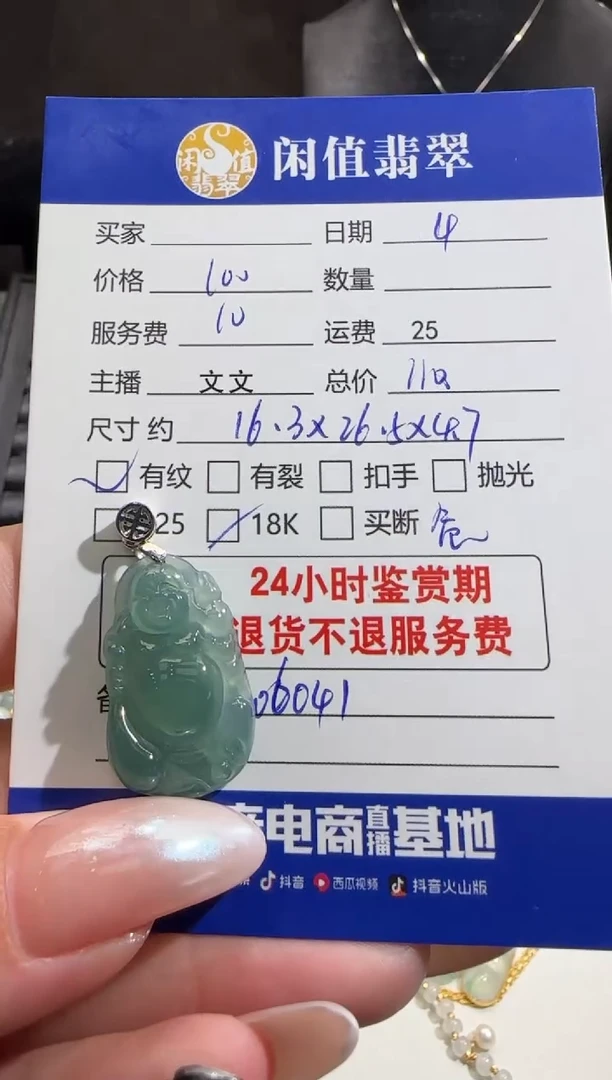 闲值翡翠 闲值翡翠
买家 日期 4
价格 100 数量
服务费 10 运费 25
主播 文文 总价 110
尺寸 约 16.3×26.5×4.7
有纹 有裂 扣手 抛光
25 18K 买断
24小时鉴赏期
退货不退服务费
06041
电商直播基地
抖音 西瓜视频 抖音火山版